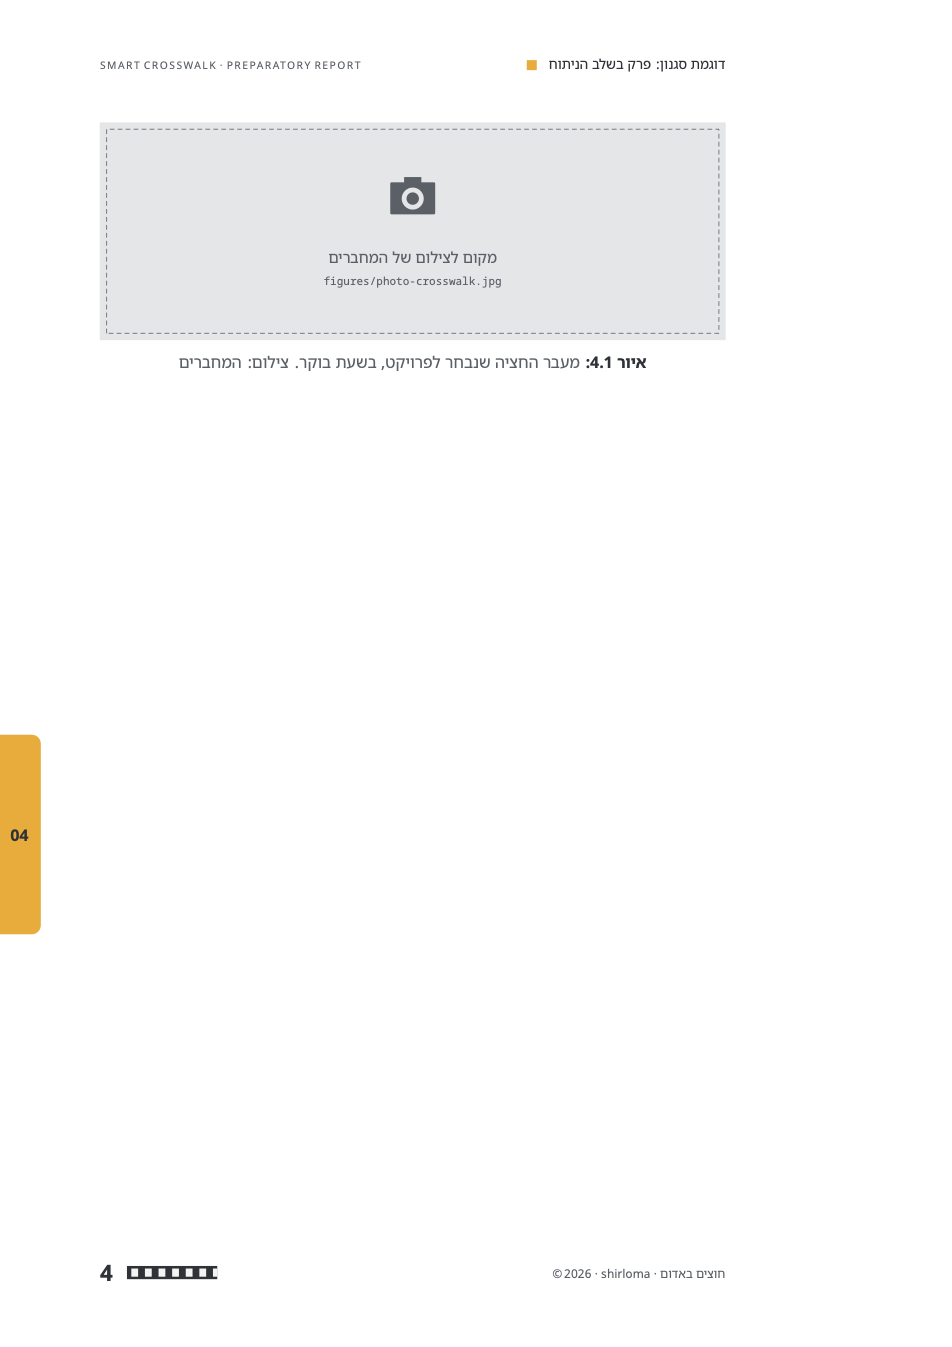 דוגמת סגנון: פרק בשלב הניתוח
SMART CROSSWALK · PREPARATORY REPORT
מקום לצילום של המחברים
figures/photo-crosswalk.jpg
איור 4.1: מעבר החציה שנבחר לפרויקט, בשעת בוקר. צילום: המחברים
04
חוצים באדום · shirloma · 2026 ©
4